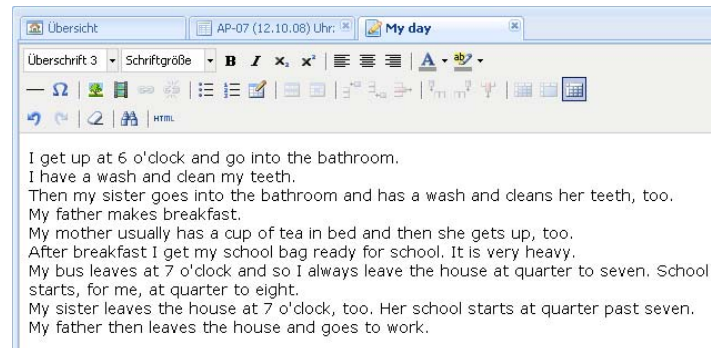 Übersicht
AP-07 (12.10.08) Uhr:
My day
Überschrift 3 Schriftgröße B I x₂ x² A ab
Ω
HTML
I get up at 6 o'clock and go into the bathroom.
I have a wash and clean my teeth.
Then my sister goes into the bathroom and has a wash and cleans her teeth, too.
My father makes breakfast.
My mother usually has a cup of tea in bed and then she gets up, too.
After breakfast I get my school bag ready for school. It is very heavy.
My bus leaves at 7 o'clock and so I always leave the house at quarter to seven. School
starts, for me, at quarter to eight.
My sister leaves the house at 7 o'clock, too. Her school starts at quarter past seven.
My father then leaves the house and goes to work.